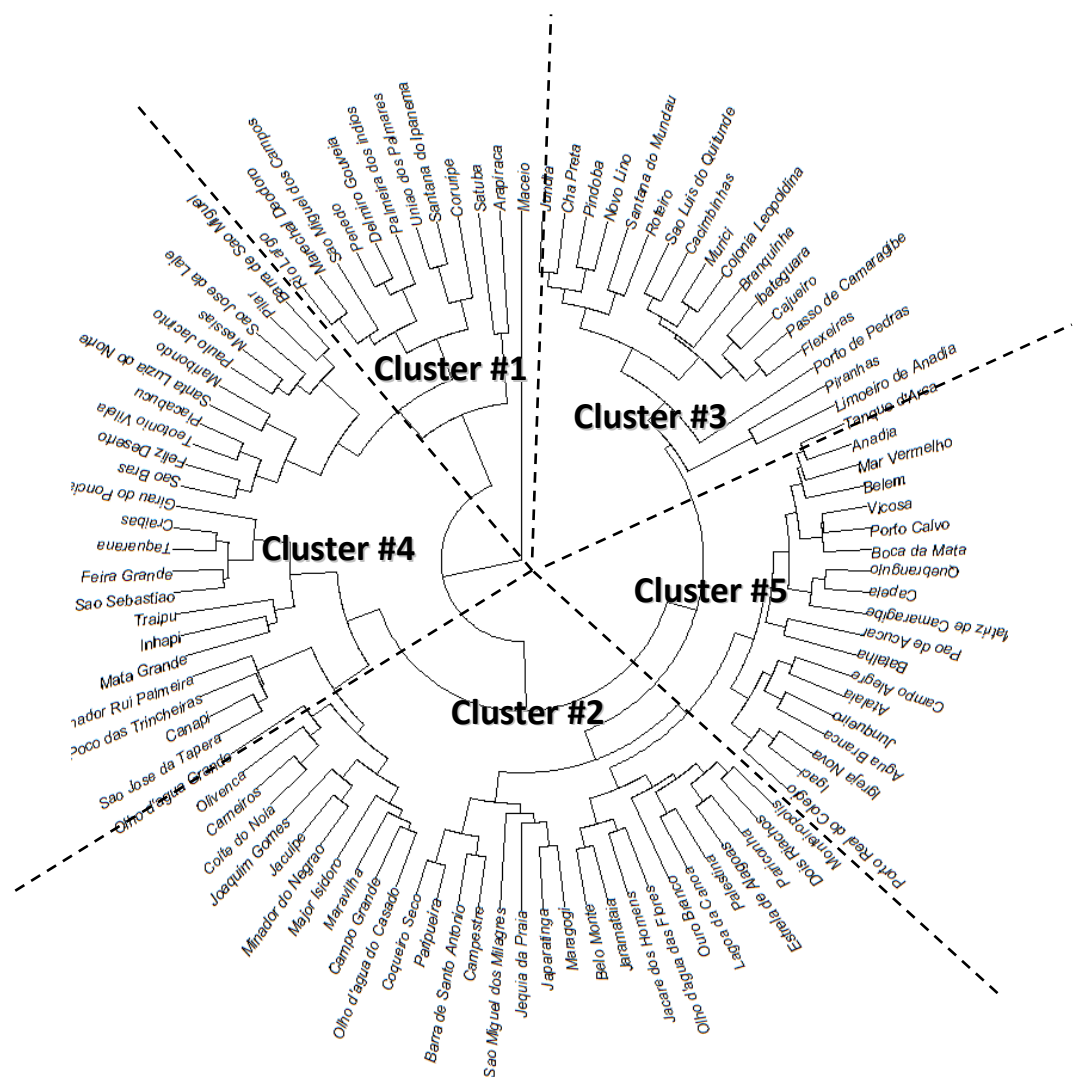 Cluster #1
Barra de Sao Miguel
Rio Largo
Marechal Deodoro
Sao Miguel dos Campos
Penedo
Delmiro Gouveia
Palmeira dos indios
Uniao dos Palmares
Santana do Ipanema
Coruripe
Satuba
Arapiraca
Maceio
Cluster #3
Jundia
Cha Preta
Pindoba
Novo Lino
Santana do Mundau
Roteiro
Sao Luis do Quitunde
Cacimbinhas
Murici
Colonia Leopoldina
Branquinha
Ibateguara
Cajueiro
Passo de Camaragibe
Flexeiras
Porto de Pedras
Piranhas
Limoeiro de Anadia
Tanque d'Arca
Cluster #5
Anadia
Mar Vermelho
Belem
Vicosa
Porto Calvo
Boca da Mata
Quebrangulo
Capela
Matriz de Camaragibe
Pao de Acucar
Batalha
Campo Alegre
Atalaia
Junqueiro
Agua Branca
Igreja Nova
Igaci
Porto Real do Colegio
Cluster #2
Monteiropolis
Dois Riachos
Pariconha
Estrela de Alagoas
Palestina
Lagoa da Canoa
Ouro Branco
Olho d'agua das Flores
Jacare dos Homens
Jaramataia
Belo Monte
Maragogi
Japaratinga
Jequia da Praia
Sao Miguel dos Milagres
Campestre
Barra de Santo Antonio
Paripueira
Coqueiro Seco
Olho d'agua do Casado
Campo Grande
Maravilha
Major Isidoro
Minador do Negrao
Jacuipe
Joaquim Gomes
Coite do Noia
Carneiros
Olivenca
Olho d'agua Grande
Cluster #4
Sao Jose da Tapera
Canapi
Poco das Trincheiras
nador Rui Palmeira
Mata Grande
Inhapi
Traipu
Sao Sebastiao
Feira Grande
Taquarana
Craibas
Girau do Poncia
Sao Bras
Feliz Deserto
Teotonio Vilela
Piacabucu
Santa Luzia do Norte
Maribondo
Paulo Jacinto
Messias
Sao Jose da Laje
Pilar